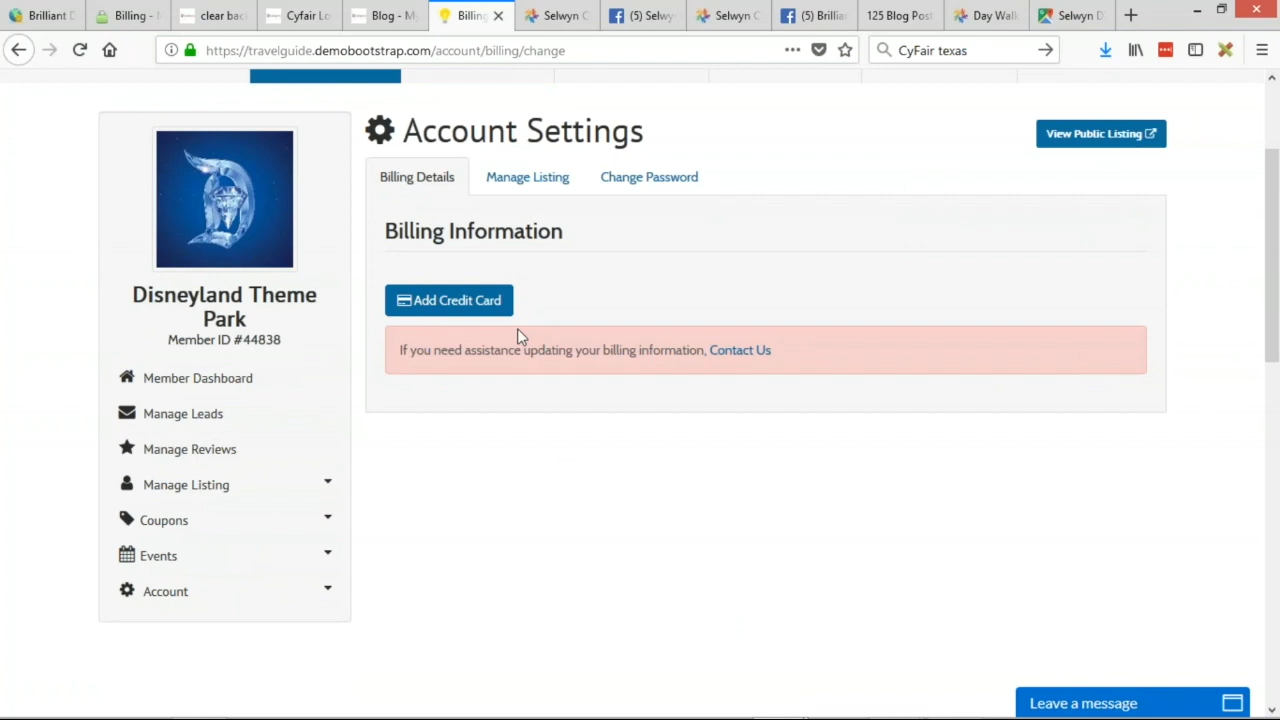 Brilliant D
Billing -
clear bac
Cyfair Lo
Blog - M
Billing
Selwyn C
(5) Selwy
Selwyn C
(5) Brillia
125 Blog Post
Day Walk
Selwyn D
https://travelguide.demobootstrap.com/account/billing/change
CyFair texas
Account Settings
View Public Listing
Billing Details
Manage Listing
Change Password
Billing Information
Add Credit Card
If you need assistance updating your billing information, Contact Us
Disneyland Theme
Park
Member ID #44838
Member Dashboard
Manage Leads
Manage Reviews
Manage Listing
Coupons
Events
Account
Leave a message